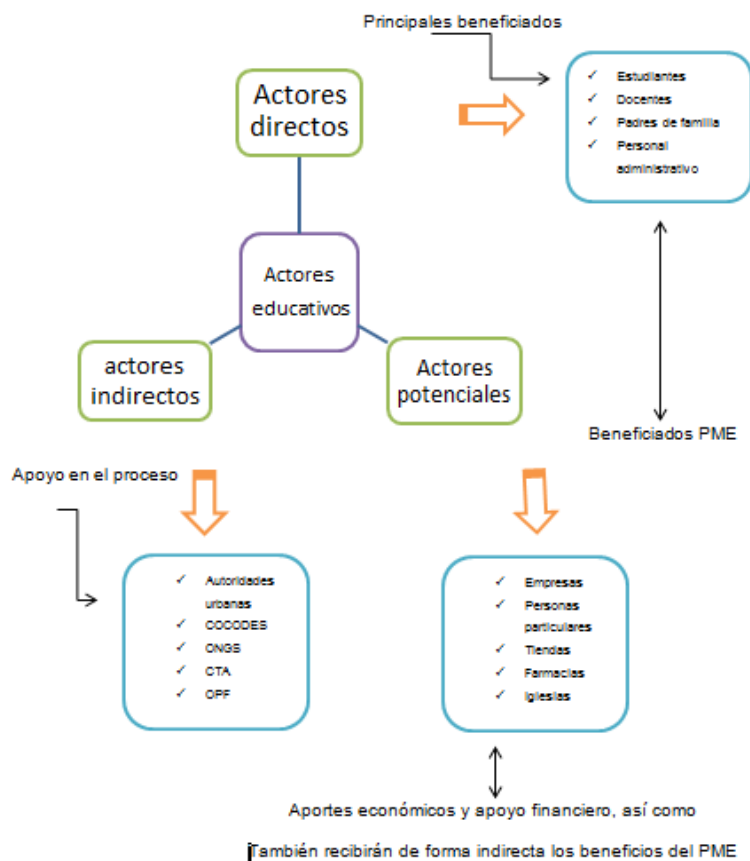 Principales beneficiados
Actores
directos
✓ Estudiantes
✓ Docentes
✓ Padres de familia
✓ Personal
administrativo
Actores
educativos
actores
indirectos
Actores
potenciales
Beneficiados PME
Apoyo en el proceso
✓ Autoridades
urbanas
✓ COCODES
✓ ONGS
✓ CTA
✓ OPF
✓ Empresas
✓ Personas
particulares
✓ Tiendas
✓ Farmacias
✓ Iglesias
Aportes económicos y apoyo financiero, así como
También recibirán de forma indirecta los beneficios del PME